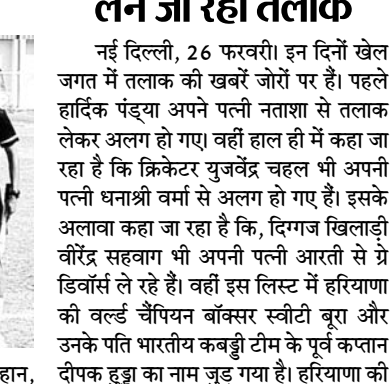 लेने जा रहा तलाक
नई दिल्ली, 26 फरवरी। इन दिनों खेल
जगत में तलाक की खबरें जोरों पर हैं। पहले
हार्दिक पंड्या अपने पत्नी नताशा से तलाक
लेकर अलग हो गए। वहीं हाल ही में कहा जा
रहा है कि क्रिकेटर युजवेंद्र चहल भी अपनी
पत्नी धनाश्री वर्मा से अलग हो गए हैं। इसके
अलावा कहा जा रहा है कि, दिग्गज खिलाड़ी
वीरेंद्र सहवाग भी अपनी पत्नी आरती से ग्रे
डिवॉर्स ले रहे हैं। वहीं इस लिस्ट में हरियाणा
की वर्ल्ड चैंपियन बॉक्सर स्वीटी बूरा और
उनके पति भारतीय कबड्डी टीम के पूर्व कप्तान
हान, दीपक हुड्डा का नाम जुड़ गया है। हरियाणा की